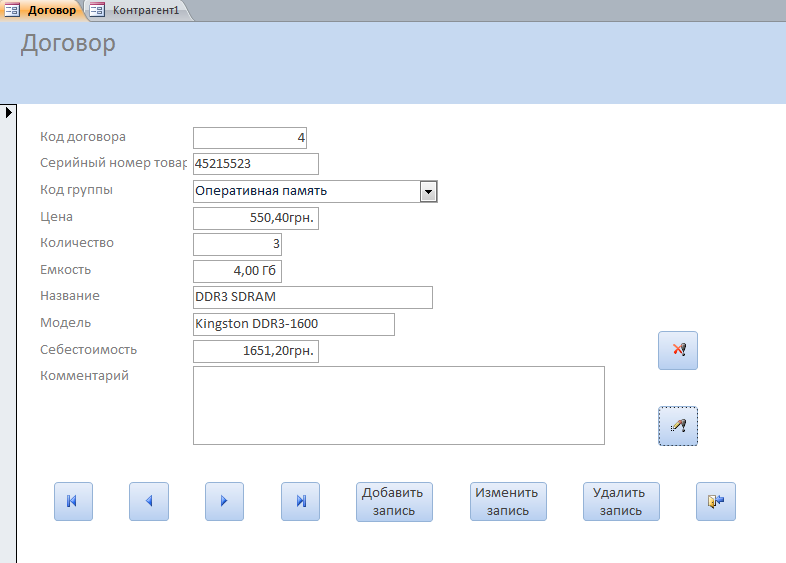 Договор
Контрагент1
Договор
Код договора
4
Серийный номер товар
45215523
Код группы
Оперативная память
Цена
550,40грн.
Количество
3
Емкость
4,00 Гб
Название
DDR3 SDRAM
Модель
Kingston DDR3-1600
Себестоимость
1651,20грн.
Комментарий
Добавить
запись
Изменить
запись
Удалить
запись